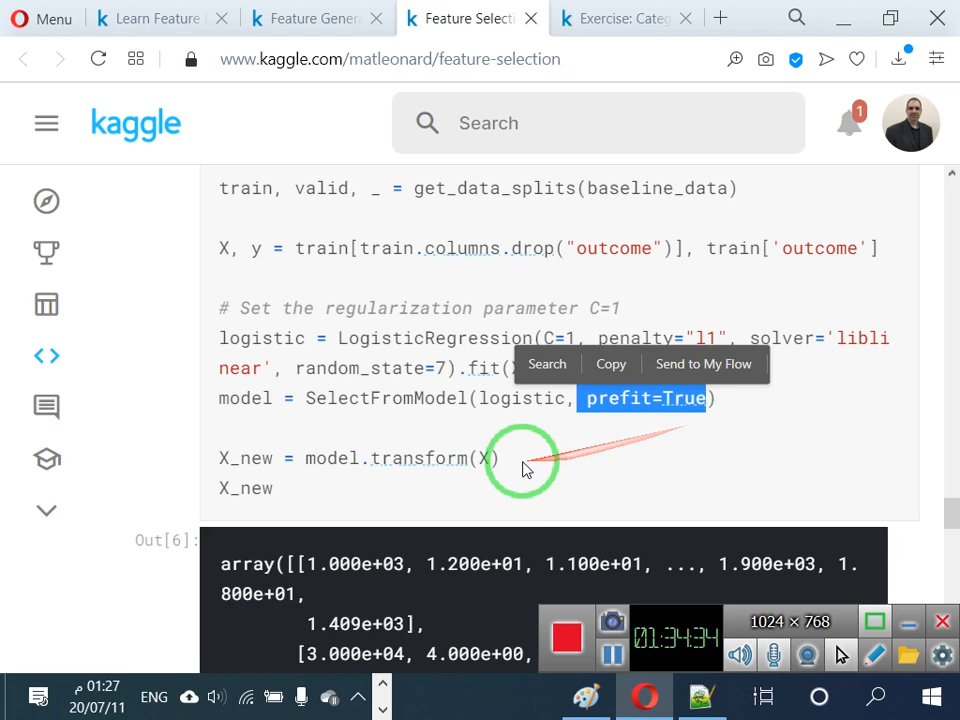 Menu
Learn Feature
Feature Gener
Feature Selecti
Exercise: Categ
www.kaggle.com/matleonard/feature-selection
kaggle
Search
1
train, valid, _ = get_data_splits(baseline_data)
X, y = train[train.columns.drop("outcome")], train['outcome']
# Set the regularization parameter C=1
logistic = LogisticRegression(C=1, penalty="l1", solver='libli
near', random_state=7).fit(X
Search
Copy
Send to My Flow
model = SelectFromModel(logistic, prefit=True)
X_new = model.transform(X)
X_new
Out[6]:
array([[1.000e+03, 1.200e+01, 1.100e+01, ..., 1.900e+03, 1.
800e+01,
1.409e+03],
[3.000e+04, 4.000e+00,
01:34:34
1024 × 768
01:27 م
20/07/11
ENG